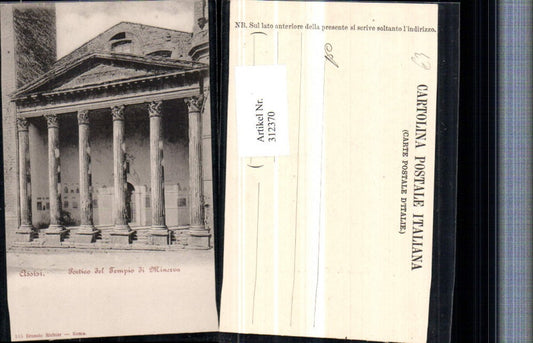 Assisi.
Portico del Tempio di Minerva
Ernesto Richter — Roma.
NB. Sul lato anteriore della presente si scrive soltanto l'indirizzo.
Artikel Nr.
312370
63
CARTOLINA POSTALE ITALIANA
(CARTE POSTALE D'ITALIE)